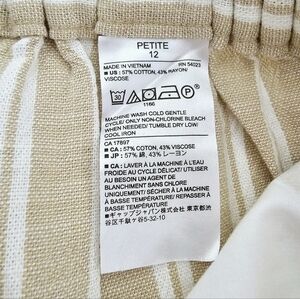 PETITE
12
MADE IN VIETNAM RN 54023
■ US : 57% COTTON, 43% RAYON/
VISCOSE
30
P
1166
MACHINE WASH COLD GENTLE
CYCLE/ ONLY NON-CHLORINE BLEACH
WHEN NEEDED/ TUMBLE DRY LOW/
COOL IRON
CA 17897
■ CA : 57% COTTON, 43% VISCOSE
■ JP : 57% 綿, 43% レーヨン
■ CA : LAVER À LA MACHINE À L'EAU
FROIDE AU CYCLE DÉLICAT/ UTILISER
AU BESOIN UN AGENT DE
BLANCHIMENT SANS CHLORE
UNIQUEMENT/ SÉCHER À LA MACHINE
À BASSE TEMPÉRATURE/ REPASSER À
BASSE TEMPÉRATURE
■ ギャップジャパン株式会社 東京都渋
谷区千駄ヶ谷5-32-10